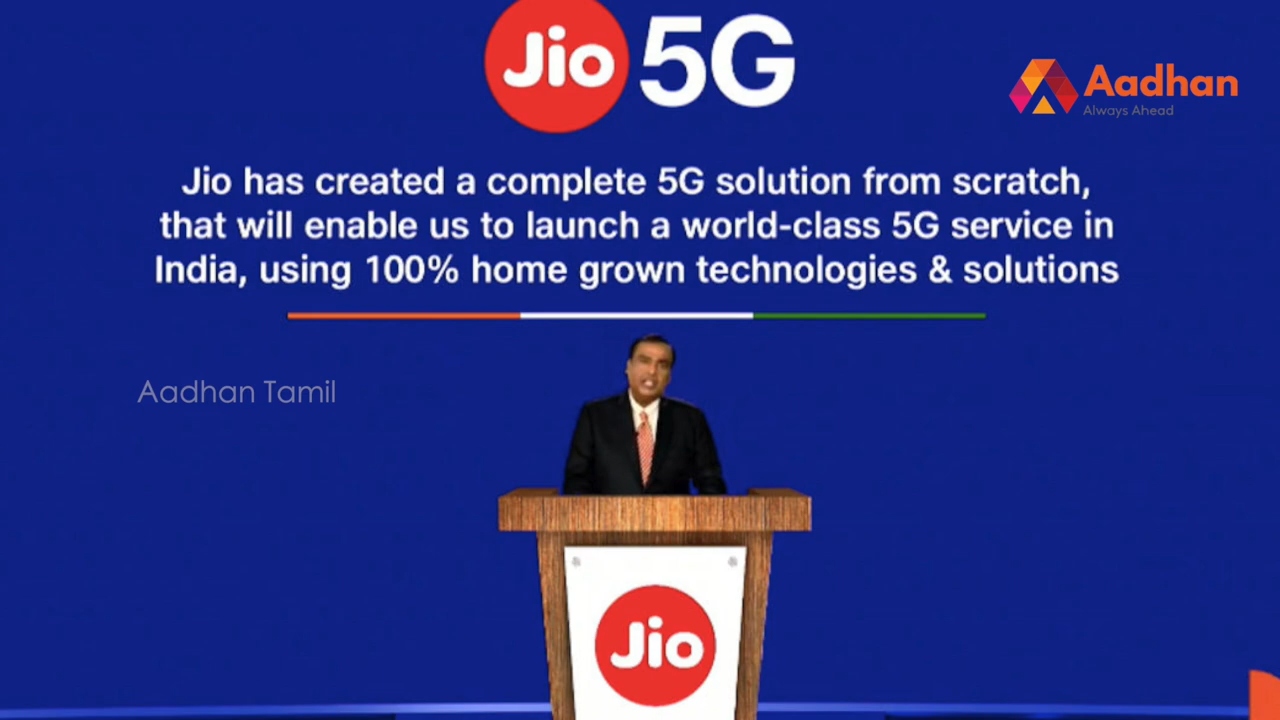 Jio 5G
Aadhan
Always Ahead
Jio has created a complete 5G solution from scratch,
that will enable us to launch a world-class 5G service in
India, using 100% home grown technologies & solutions
Aadhan Tamil
Jio